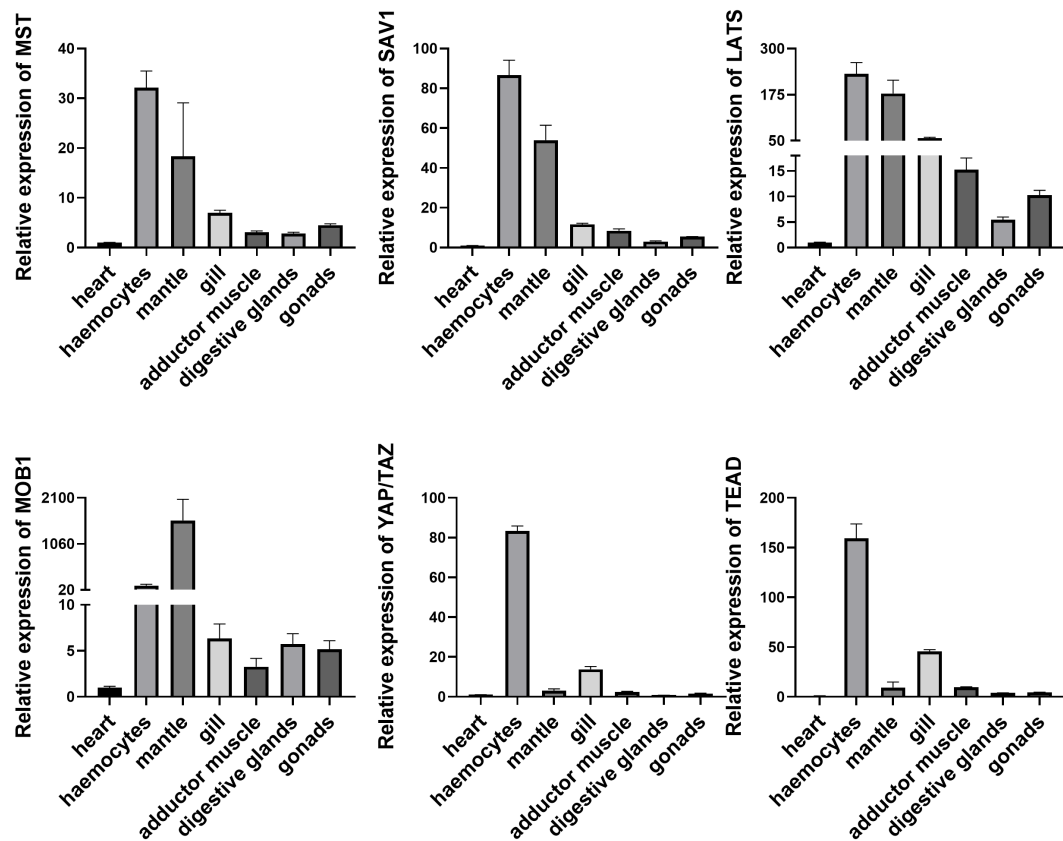 Relative expression of MST
40
30
20
10
0
heart
haemocytes
mantle
gill
adductor muscle
digestive glands
gonads
Relative expression of SAV1
100
80
60
40
20
0
heart
haemocytes
mantle
gill
adductor muscle
digestive glands
gonads
Relative expression of LATS
300
175
50
15
10
5
0
heart
haemocytes
mantle
gill
adductor muscle
digestive glands
gonads
Relative expression of MOB1
2100
1060
20
10
5
0
heart
haemocytes
mantle
gill
adductor muscle
digestive glands
gonads
Relative expression of YAP/TAZ
100
80
60
40
20
0
heart
haemocytes
mantle
gill
adductor muscle
digestive glands
gonads
Relative expression of TEAD
200
150
100
50
0
heart
haemocytes
mantle
gill
adductor muscle
digestive glands
gonads